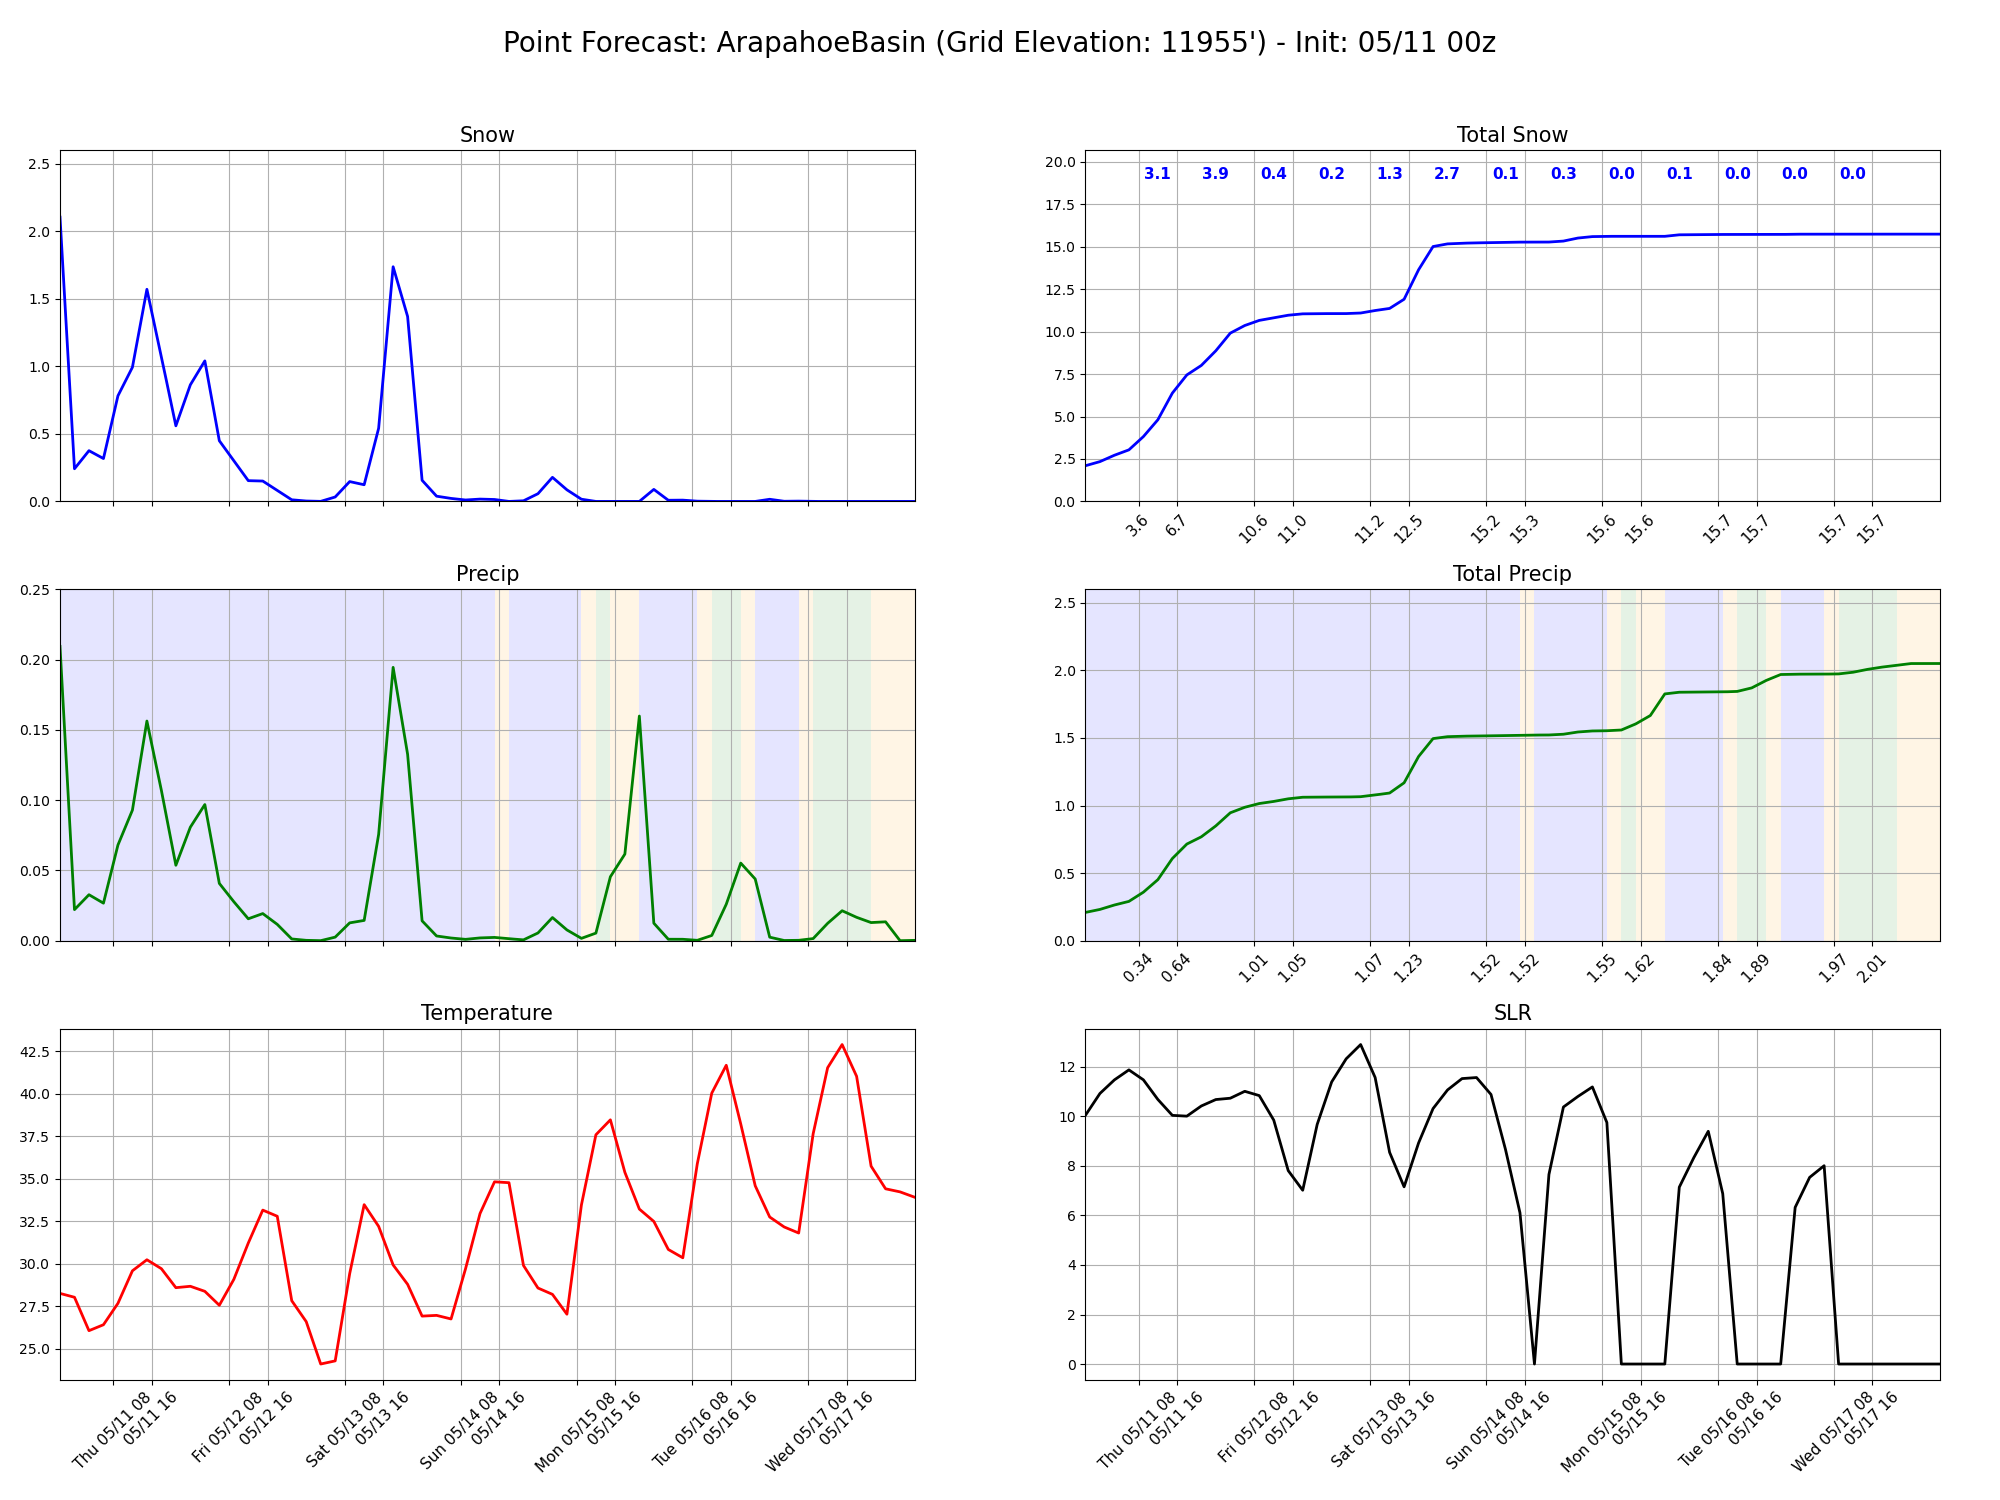 Point Forecast: ArapahoeBasin (Grid Elevation: 11955') - Init: 05/11 00z
Snow
2.5
2.0
1.5
1.0
0.5
0.0
Total Snow
20.0
17.5
15.0
12.5
10.0
7.5
5.0
2.5
0.0
3.1 3.9 0.4 0.2 1.3 2.7 0.1 0.3 0.0 0.1 0.0 0.0 0.0
3.6 6.7 10.6 11.0 11.2 12.5 15.2 15.3 15.6 15.6 15.7 15.7 15.7 15.7
Precip
0.25
0.20
0.15
0.10
0.05
0.00
Total Precip
2.5
2.0
1.5
1.0
0.5
0.0
0.34 0.64 1.01 1.05 1.07 1.23 1.52 1.52 1.55 1.62 1.84 1.89 1.97 2.01
Temperature
42.5
40.0
37.5
35.0
32.5
30.0
27.5
25.0
Thu 05/11 08
05/11 16
Fri 05/12 08
05/12 16
Sat 05/13 08
05/13 16
Sun 05/14 08
05/14 16
Mon 05/15 08
05/15 16
Tue 05/16 08
05/16 16
Wed 05/17 08
05/17 16
SLR
12
10
8
6
4
2
0
Thu 05/11 08
05/11 16
Fri 05/12 08
05/12 16
Sat 05/13 08
05/13 16
Sun 05/14 08
05/14 16
Mon 05/15 08
05/15 16
Tue 05/16 08
05/16 16
Wed 05/17 08
05/17 16